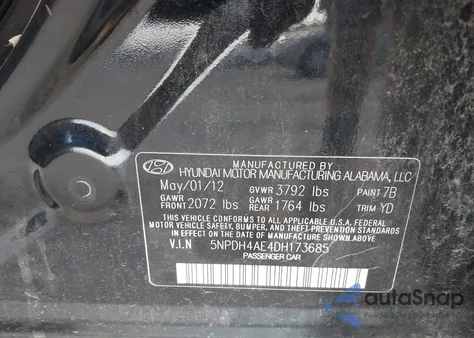 MANUFACTURED BY
HYUNDAI MOTOR MANUFACTURING ALABAMA, LLC
May/01/12 GVWR 3792 lbs PAINT 7B
GAWR FRONT 2072 lbs GAWR REAR 1764 lbs TRIM YD
THIS VEHICLE CONFORMS TO ALL APPLICABLE U.S.A. FEDERAL
MOTOR VEHICLE SAFETY, BUMPER, AND THEFT-PREVENTION STANDARDS
IN EFFECT ON THE DATE OF MANUFACTURE SHOWN ABOVE.
V.I.N 5NPDH4AE4DH173685
PASSENGER CAR
autoSnap